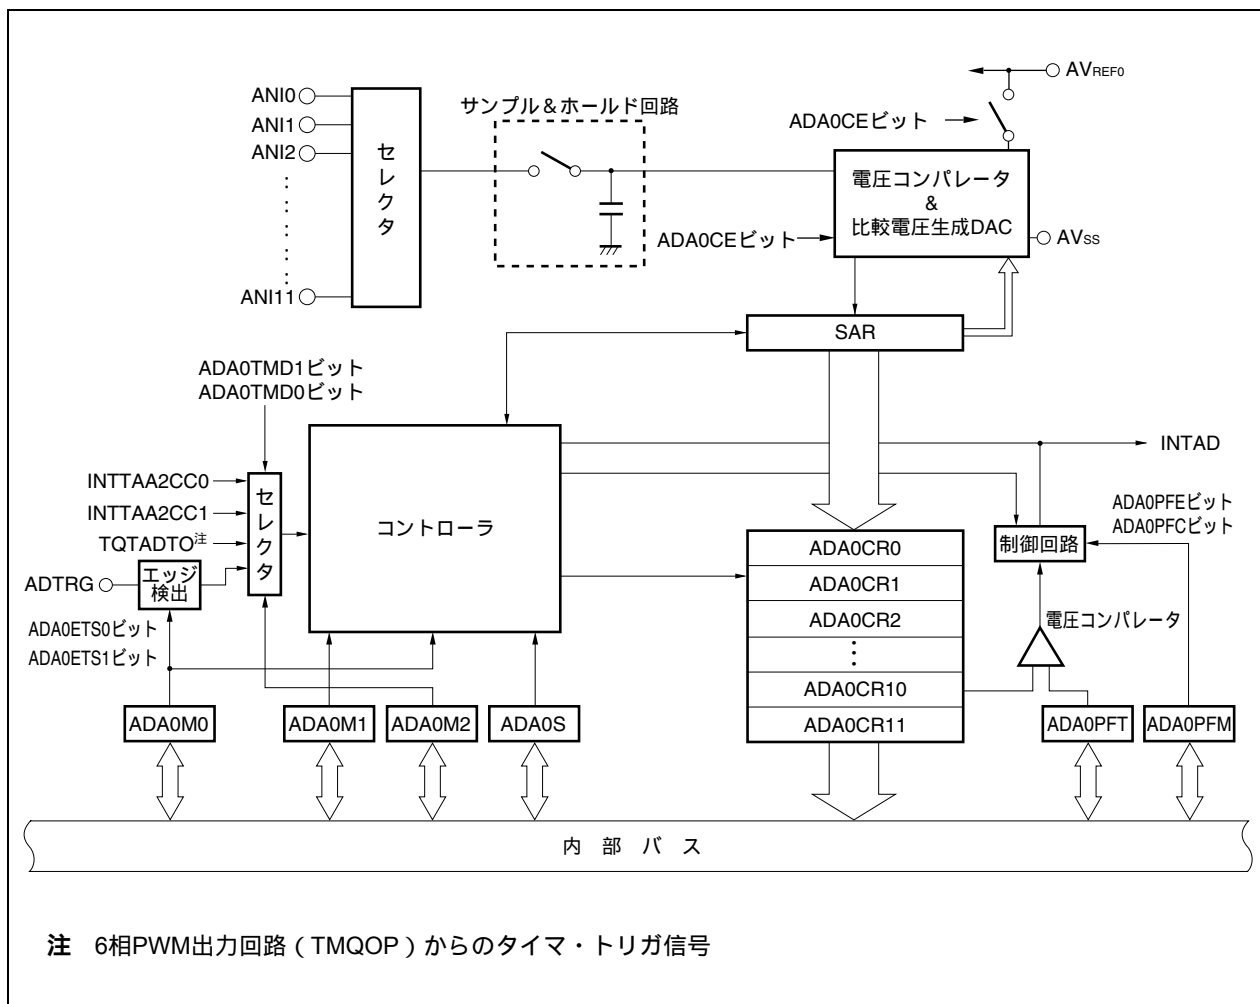 ANI0
ANI1
ANI2
ANI11
セレクタ
サンプル＆ホールド回路
ADA0CEビット
AVREF0
電圧コンパレータ
&
比較電圧生成DAC
ADA0CEビット
AVSS
SAR
ADA0TMD1ビット
ADA0TMD0ビット
INTTAA2CC0
INTTAA2CC1
TQTADTO注
ADTRG
エッジ
検出
セレクタ
コントローラ
ADA0ETS0ビット
ADA0ETS1ビット
INTAD
ADA0PFEビット
ADA0PFCビット
制御回路
電圧コンパレータ
ADA0CR0
ADA0CR1
ADA0CR2
ADA0CR10
ADA0CR11
ADA0M0
ADA0M1
ADA0M2
ADA0S
ADA0PFT
ADA0PFM
内 部 バ ス
注 6相PWM出力回路（TMQOP）からのタイマ・トリガ信号